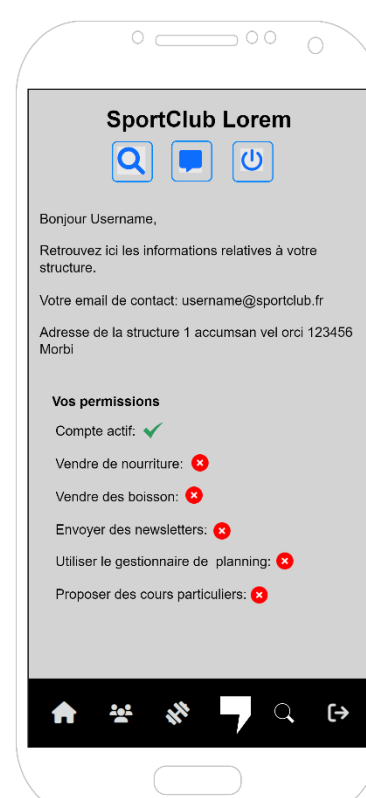 SportClub Lorem
Bonjour Username,
Retrouvez ici les informations relatives à votre
structure.
Votre email de contact: username@sportclub.fr
Adresse de la structure 1 accumsan vel orci 123456
Morbi
Vos permissions
Compte actif:
Vendre de nourriture:
Vendre des boisson:
Envoyer des newsletters:
Utiliser le gestionnaire de  planning:
Proposer des cours particuliers: